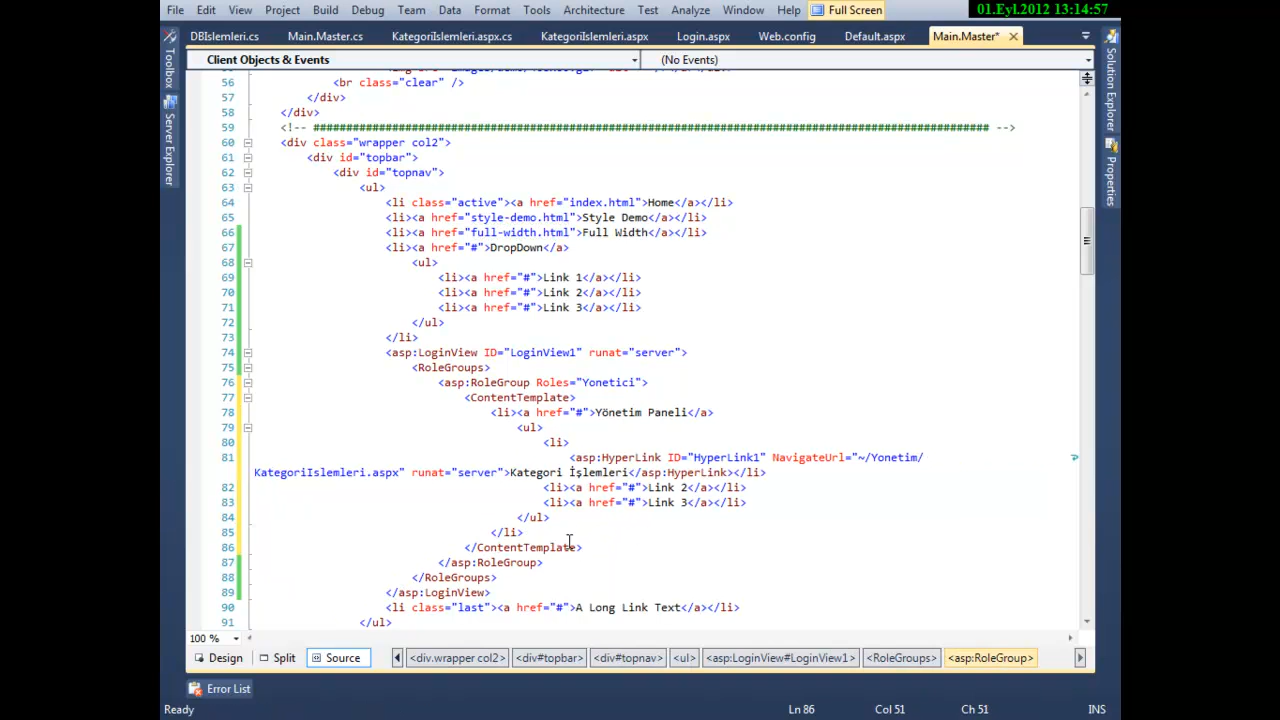 File Edit View Project Build Debug Team Data Format Tools Architecture Test Analyze Window Help Full Screen
01.Eyl.2012 13:14:57
DBIslemleri.cs Main.Master.cs KategoriIslemleri.aspx.cs KategoriIslemleri.aspx Login.aspx Web.config Default.aspx Main.Master*
Client Objects & Events (No Events)
Toolbox
Server Explorer
Solution Explorer
Properties
56 <br class="clear" />
57 </div>
58 </div>
59 <!-- ####################################################################################################### -->
60 <div class="wrapper col2">
61 <div id="topbar">
62 <div id="topnav">
63 <ul>
64 <li class="active"><a href="index.html">Home</a></li>
65 <li><a href="style-demo.html">Style Demo</a></li>
66 <li><a href="full-width.html">Full Width</a></li>
67 <li><a href="#">DropDown</a>
68 <ul>
69 <li><a href="#">Link 1</a></li>
70 <li><a href="#">Link 2</a></li>
71 <li><a href="#">Link 3</a></li>
72 </ul>
73 </li>
74 <asp:LoginView ID="LoginView1" runat="server">
75 <RoleGroups>
76 <asp:RoleGroup Roles="Yonetici">
77 <ContentTemplate>
78 <li><a href="#">Yönetim Paneli</a>
79 <ul>
80 <li>
81 <asp:HyperLink ID="HyperLink1" NavigateUrl="~/Yonetim/
KategoriIslemleri.aspx" runat="server">Kategori İşlemleri</asp:HyperLink></li>
82 <li><a href="#">Link 2</a></li>
83 <li><a href="#">Link 3</a></li>
84 </ul>
85 </li>
86 </ContentTemplate>
87 </asp:RoleGroup>
88 </RoleGroups>
89 </asp:LoginView>
90 <li class="last"><a href="#">A Long Link Text</a></li>
91 </ul>
100 %
Design Split Source <div.wrapper col2> <div#topbar> <div#topnav> <ul> <asp:LoginView#LoginView1> <RoleGroups> <asp:RoleGroup>
Error List
Ready Ln 86 Col 51 Ch 51 INS